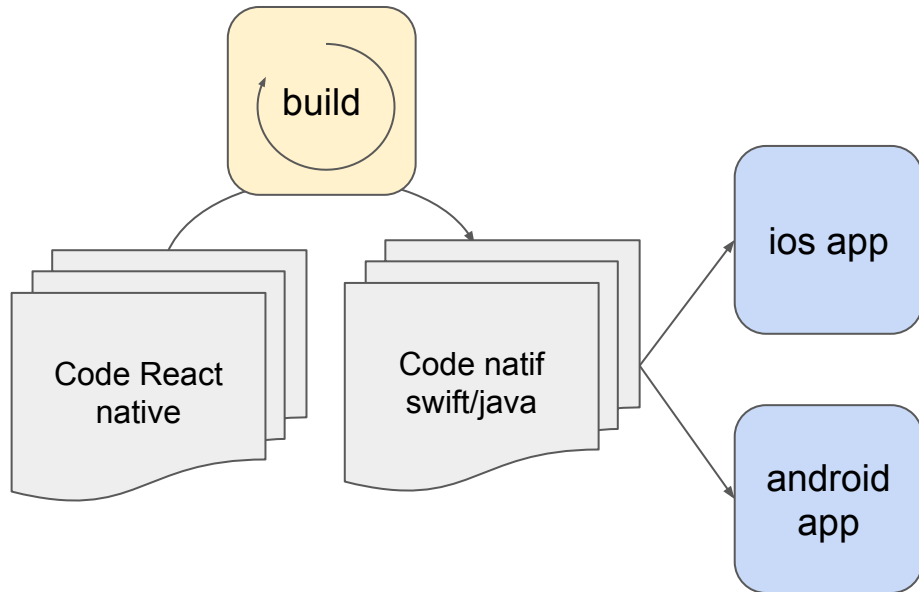 build
Code React
native
Code natif
swift/java
ios app
android
app